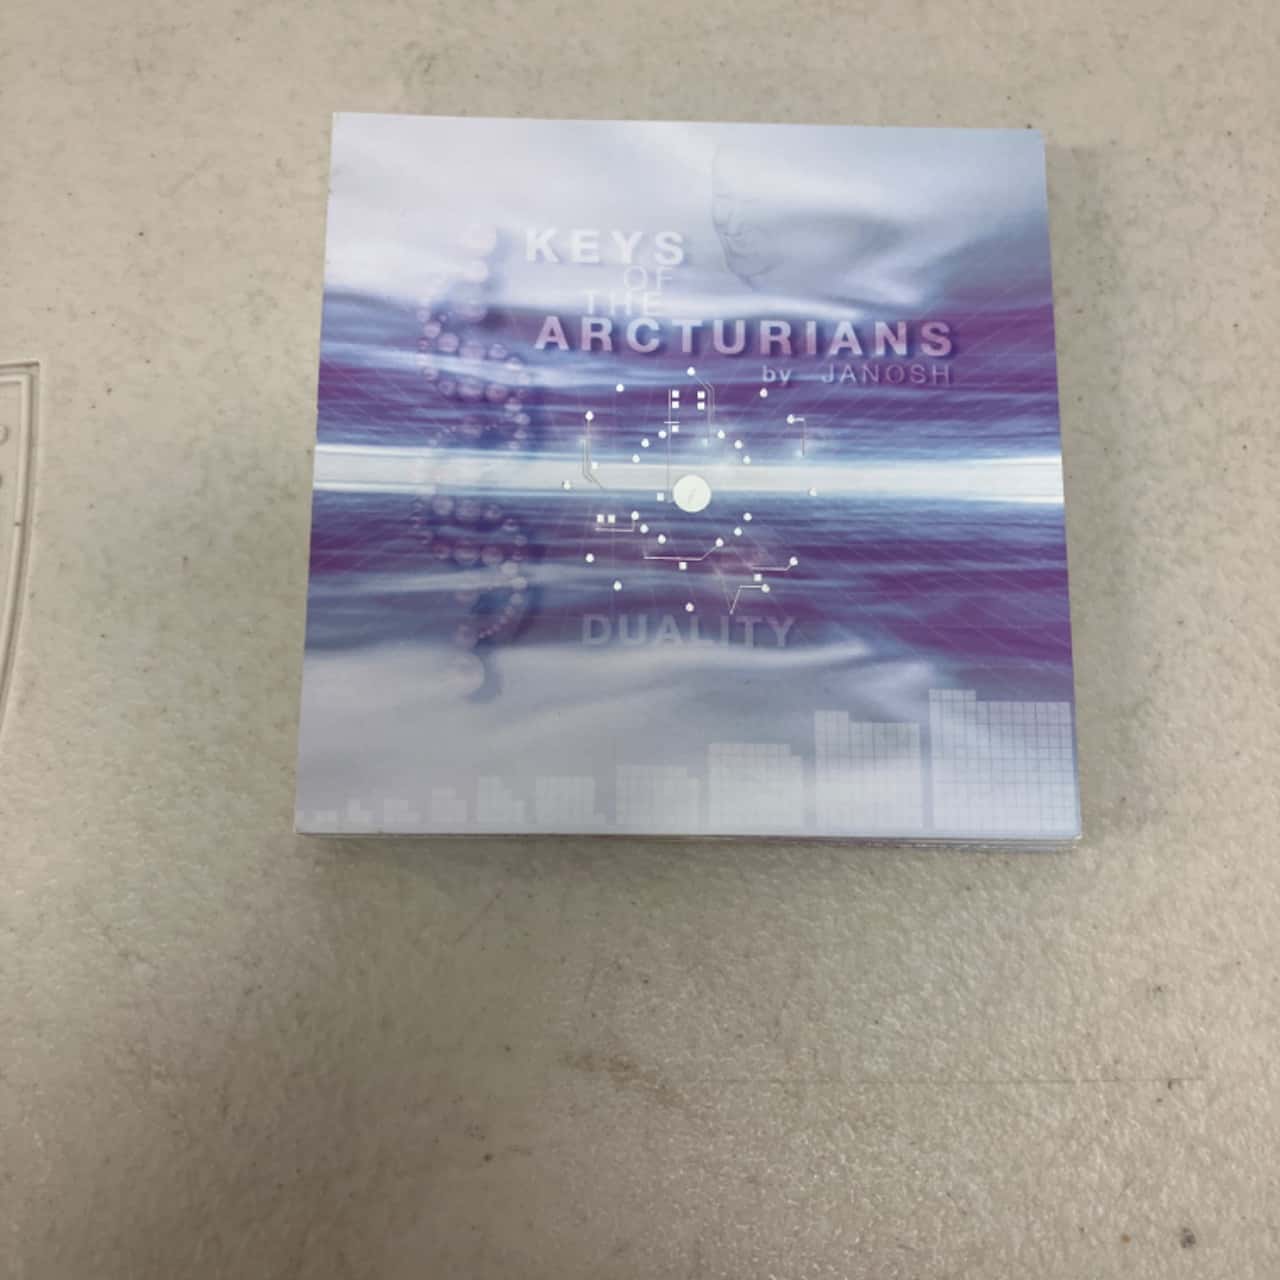 KEYS
OF
THE
ARCTURIANS
by JANOSH
DUALITY